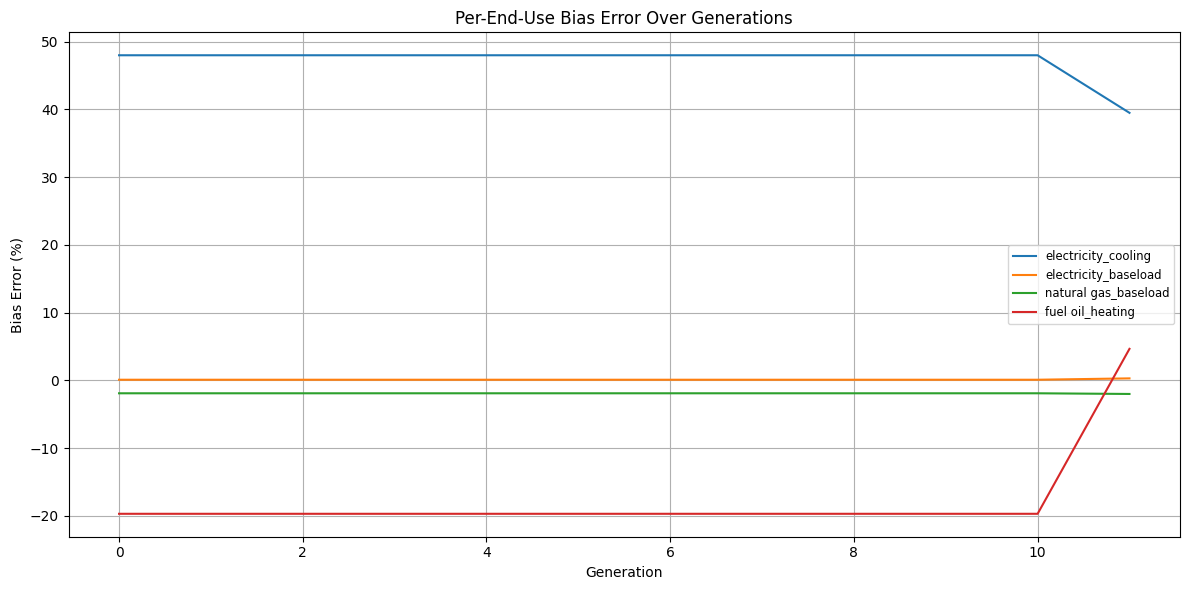 Per-End-Use Bias Error Over Generations
Bias Error (%)
50
40
30
20
10
0
−10
−20
electricity_cooling
electricity_baseload
natural gas_baseload
fuel oil_heating
0
2
4
6
8
10
Generation